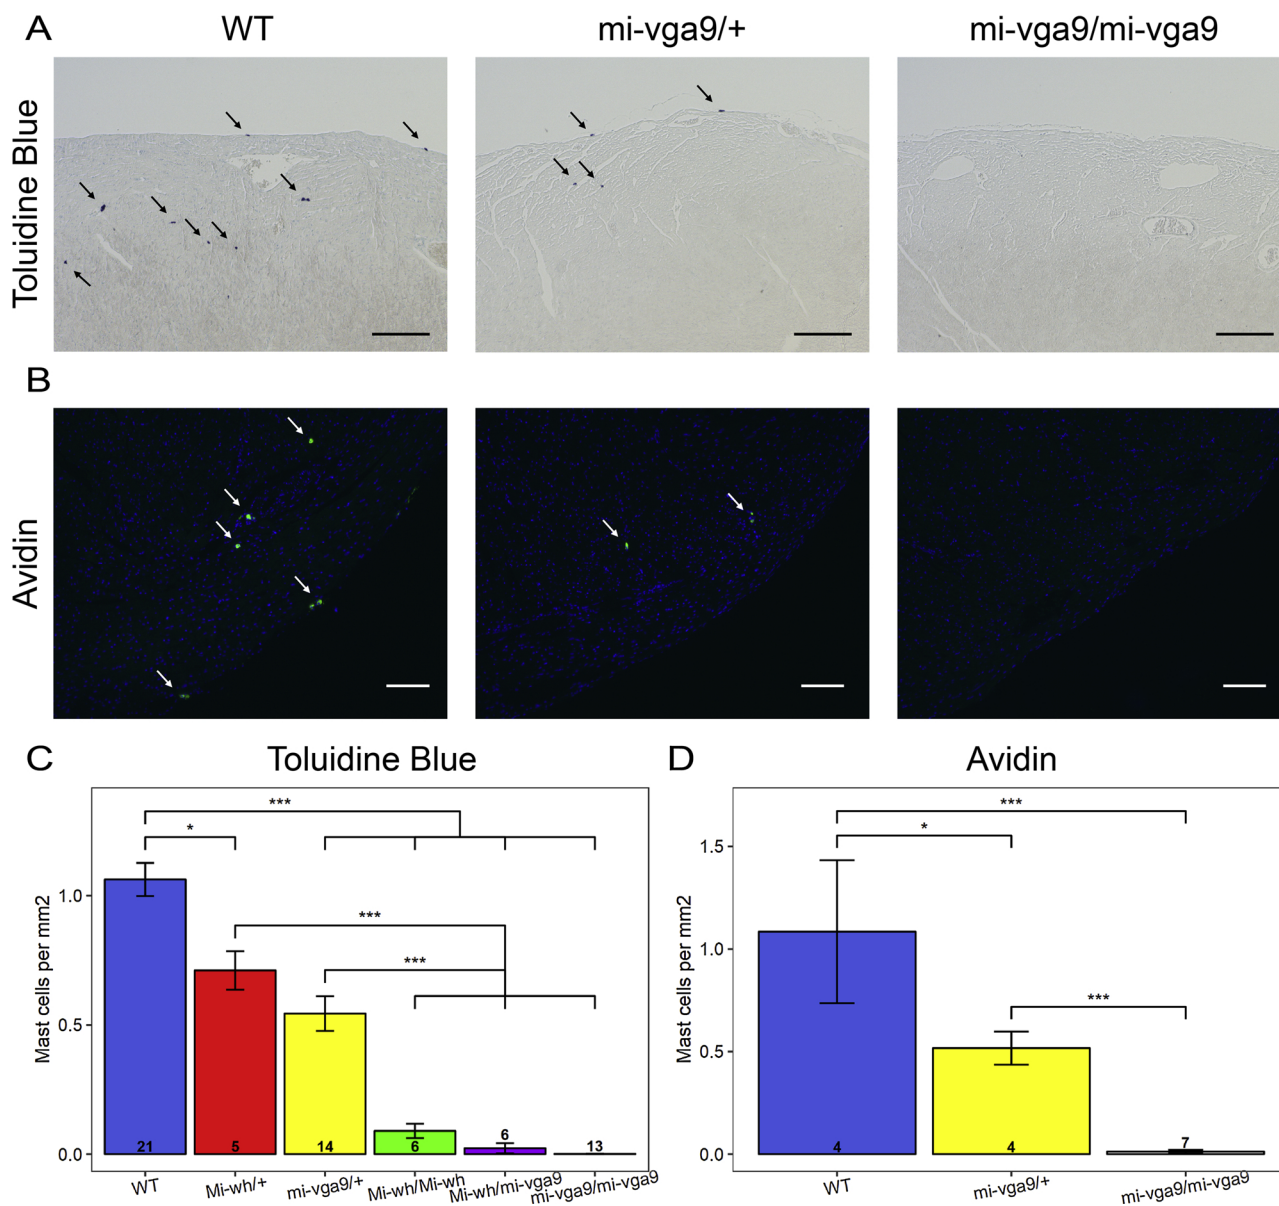 A
WT
mi-vga9/+
mi-vga9/mi-vga9
Toluidine Blue
B
Avidin
C
Toluidine Blue
Mast cells per mm2
1.0
0.5
0.0
***
*
***
***
21
5
14
6
6
13
WT
Mi-wh/+
mi-vga9/+
Mi-wh/Mi-wh
Mi-wh/mi-vga9
mi-vga9/mi-vga9
D
Avidin
Mast cells per mm2
1.5
1.0
0.5
0.0
***
*
***
4
4
7
WT
mi-vga9/+
mi-vga9/mi-vga9